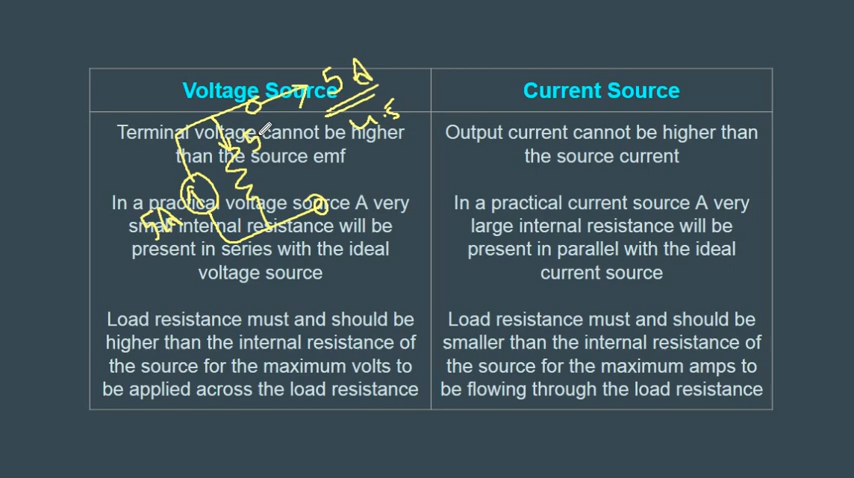 Voltage Source
Current Source
Terminal voltage cannot be higher
than the source emf
Output current cannot be higher than
the source current
In a practical voltage source A very
small internal resistance will be
present in series with the ideal
voltage source
In a practical current source A very
large internal resistance will be
present in parallel with the ideal
current source
Load resistance must and should be
higher than the internal resistance of
the source for the maximum volts to
be applied across the load resistance
Load resistance must and should be
smaller than the internal resistance of
the source for the maximum amps to
be flowing through the load resistance
5A
4.5
5A